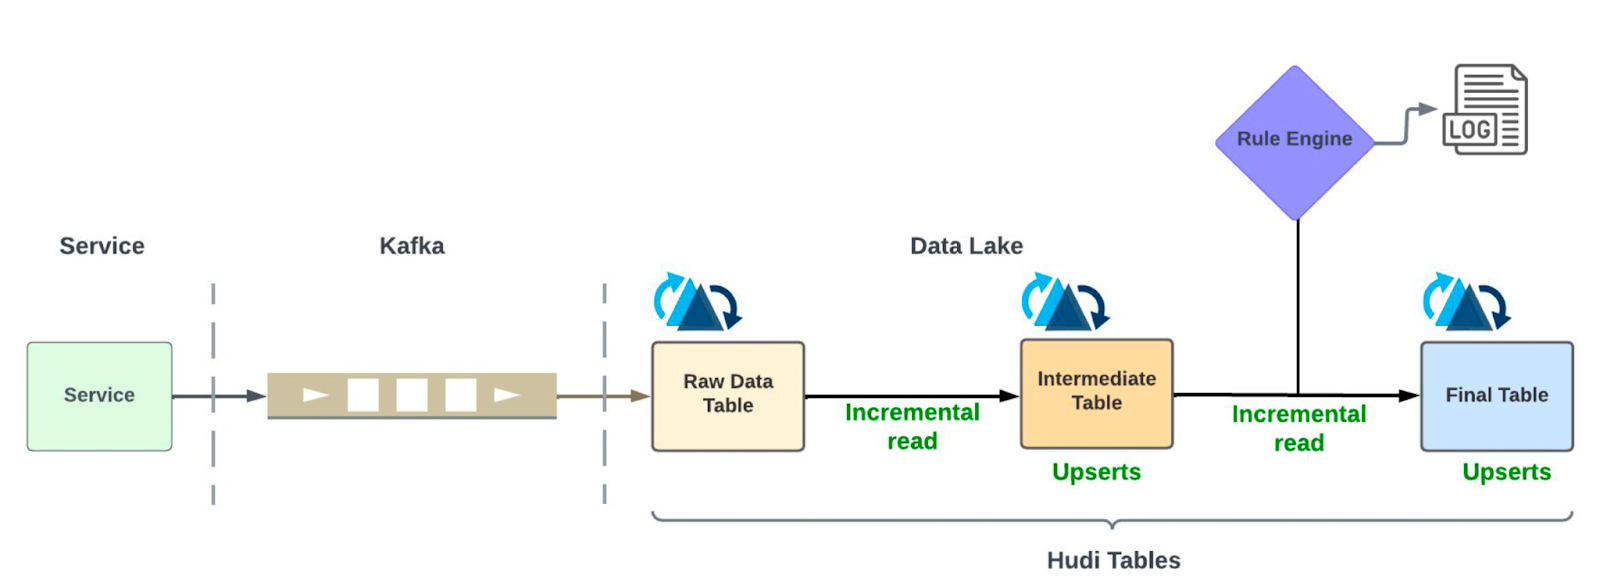 Rule Engine
LOG
Service
Kafka
Data Lake
Service
Raw Data
Table
Incremental
read
Intermediate
Table
Upserts
Incremental
read
Final Table
Upserts
Hudi Tables